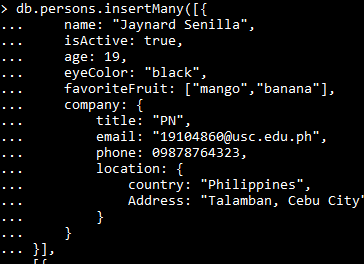 > db.persons.insertMany([{
... name: "Jaynard Senilla",
... isActive: true,
... age: 19,
... eyeColor: "black",
... favoriteFruit: ["mango","banana"],
... company: {
... title: "PN",
... email: "19104860@usc.edu.ph",
... phone: 09878764323,
... location: {
... country: "Philippines",
... Address: "Talamban, Cebu City"
... }
... }
... }],